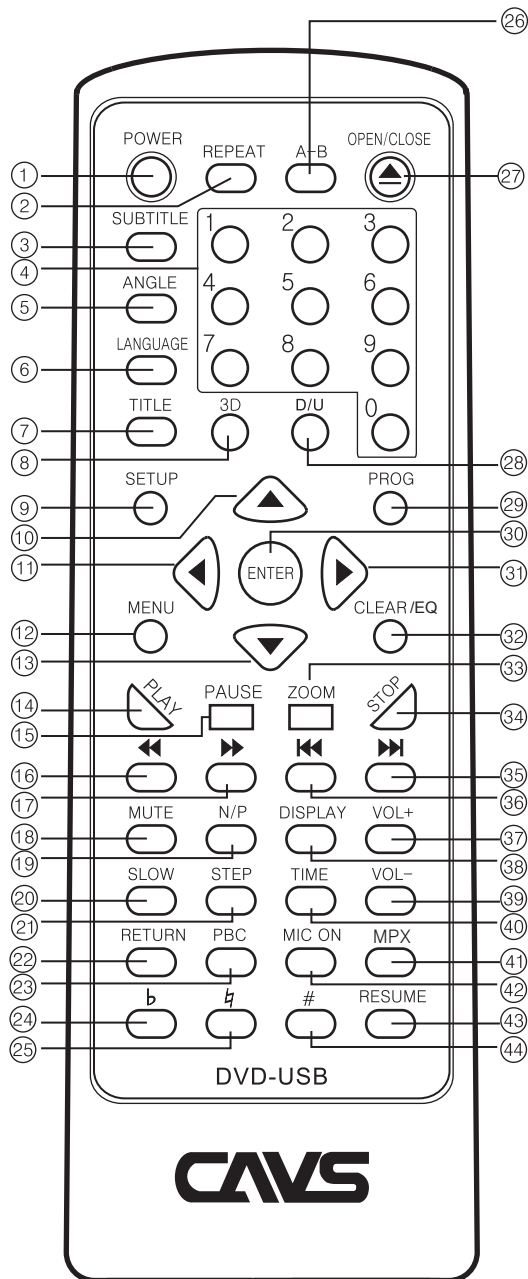 26
POWER REPEAT A-B OPEN/CLOSE
1 27
2
SUBTITLE 1 2 3
3
4
ANGLE 4 5 6
5
LANGUAGE 7 8 9
6
TITLE 3D D/U 0
7
8 28
SETUP PROG
9 29
10 30
11 ENTER 31
MENU CLEAR/EQ
12 32
13 33
PLAY PAUSE ZOOM STOP
14 34
15
16 35
17 36
MUTE N/P DISPLAY VOL+
18 37
19 38
SLOW STEP TIME VOL-
20 39
21 40
RETURN PBC MIC ON MPX
22 41
23 42
♭ ♮ # RESUME
24 43
25 44
DVD-USB
CAVS